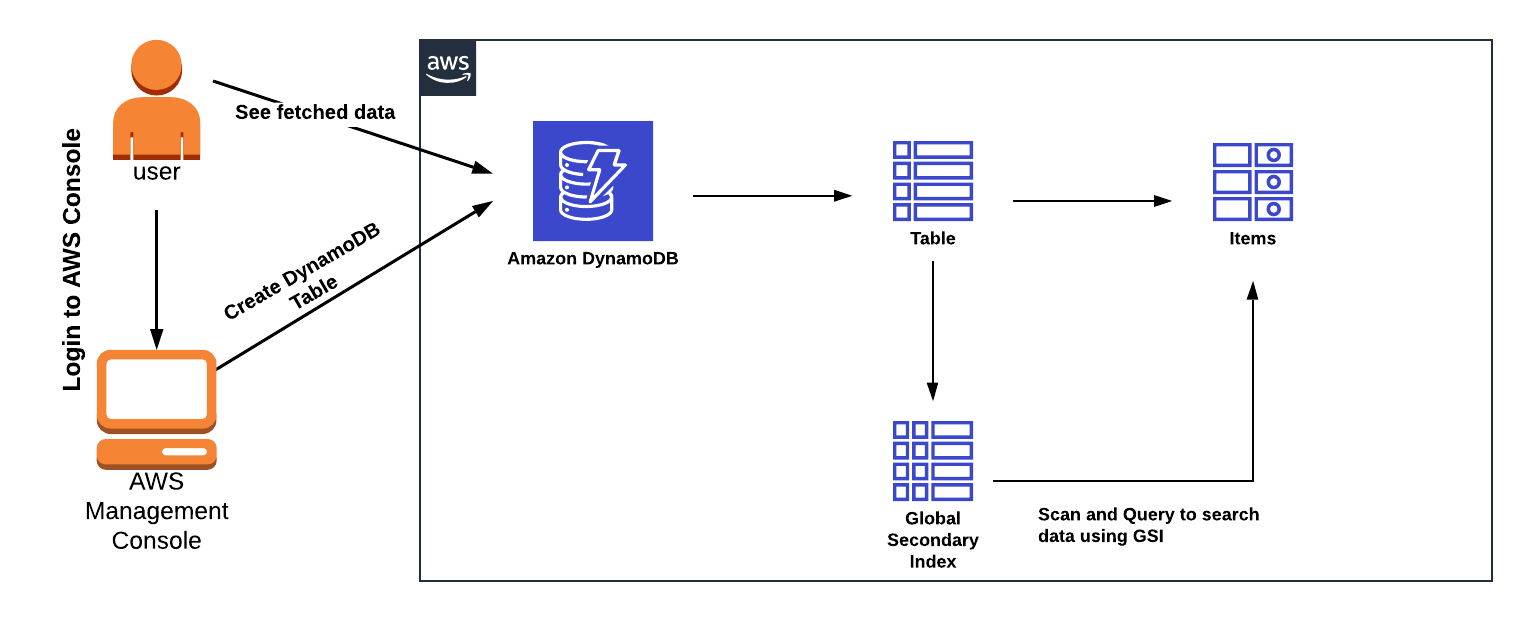 aws
See fetched data
Login to AWS Console
user
Create DynamoDB
Table
Amazon DynamoDB
Table
Items
AWS
Management
Console
Global
Secondary
Index
Scan and Query to search
data using GSI